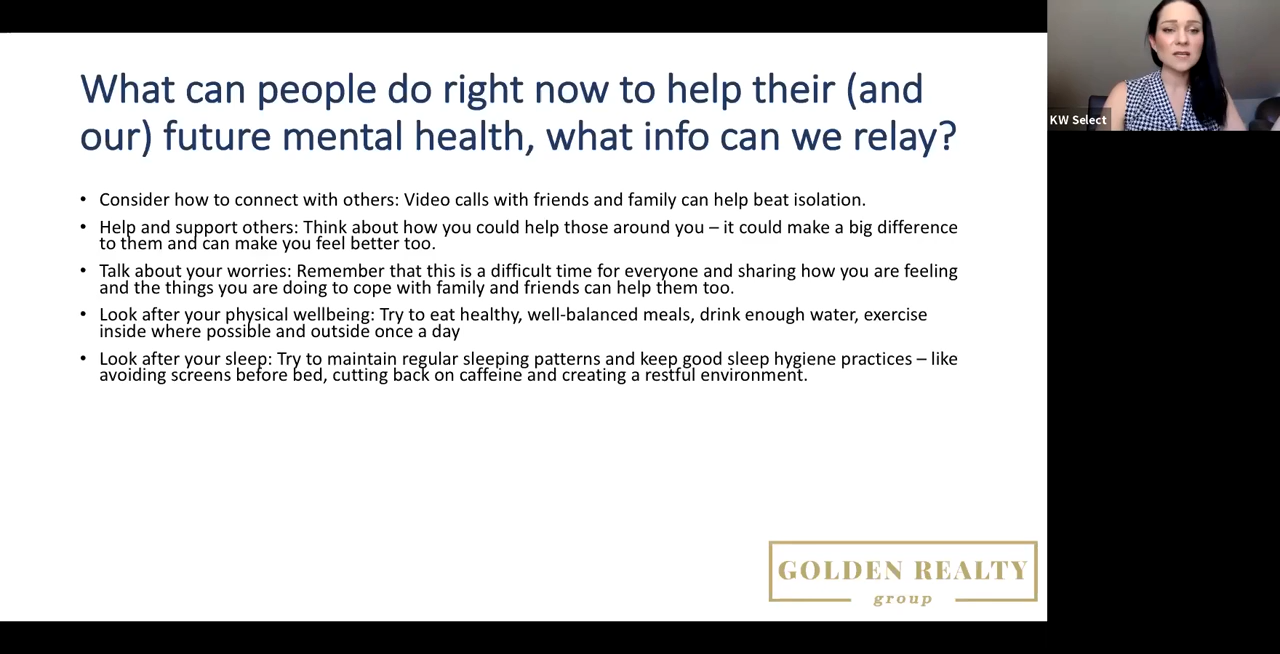 What can people do right now to help their (and
our) future mental health, what info can we relay?
• Consider how to connect with others: Video calls with friends and family can help beat isolation.
• Help and support others: Think about how you could help those around you – it could make a big difference
to them and can make you feel better too.
• Talk about your worries: Remember that this is a difficult time for everyone and sharing how you are feeling
and the things you are doing to cope with family and friends can help them too.
• Look after your physical wellbeing: Try to eat healthy, well-balanced meals, drink enough water, exercise
inside where possible and outside once a day
• Look after your sleep: Try to maintain regular sleeping patterns and keep good sleep hygiene practices – like
avoiding screens before bed, cutting back on caffeine and creating a restful environment.
GOLDEN REALTY
group
KW Select